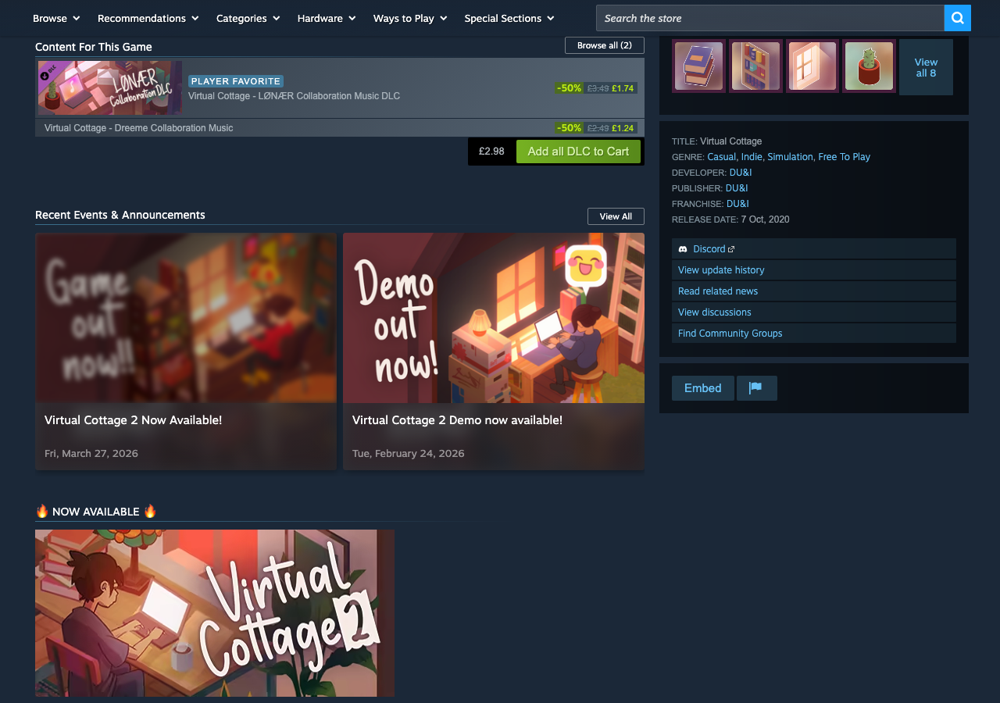 Browse
Recommendations
Categories
Hardware
Ways to Play
Special Sections
Search the store
Content For This Game
Browse all (2)
DLC
LØNÆR
Collaboration DLC
PLAYER FAVORITE
Virtual Cottage - LØNÆR Collaboration Music DLC
-50% £3.49 £1.74
Virtual Cottage - Dreeme Collaboration Music
-50% £2.49 £1.24
£2.98
Add all DLC to Cart
Recent Events & Announcements
View All
Game
out
now!!
Virtual Cottage 2 Now Available!
Fri, March 27, 2026
Demo
out
now!
Virtual Cottage 2 Demo now available!
Tue, February 24, 2026
🔥 NOW AVAILABLE 🔥
Virtual
Cottage 2
View
all 8
TITLE: Virtual Cottage
GENRE: Casual, Indie, Simulation, Free To Play
DEVELOPER: DU&I
PUBLISHER: DU&I
FRANCHISE: DU&I
RELEASE DATE: 7 Oct, 2020
Discord
View update history
Read related news
View discussions
Find Community Groups
Embed